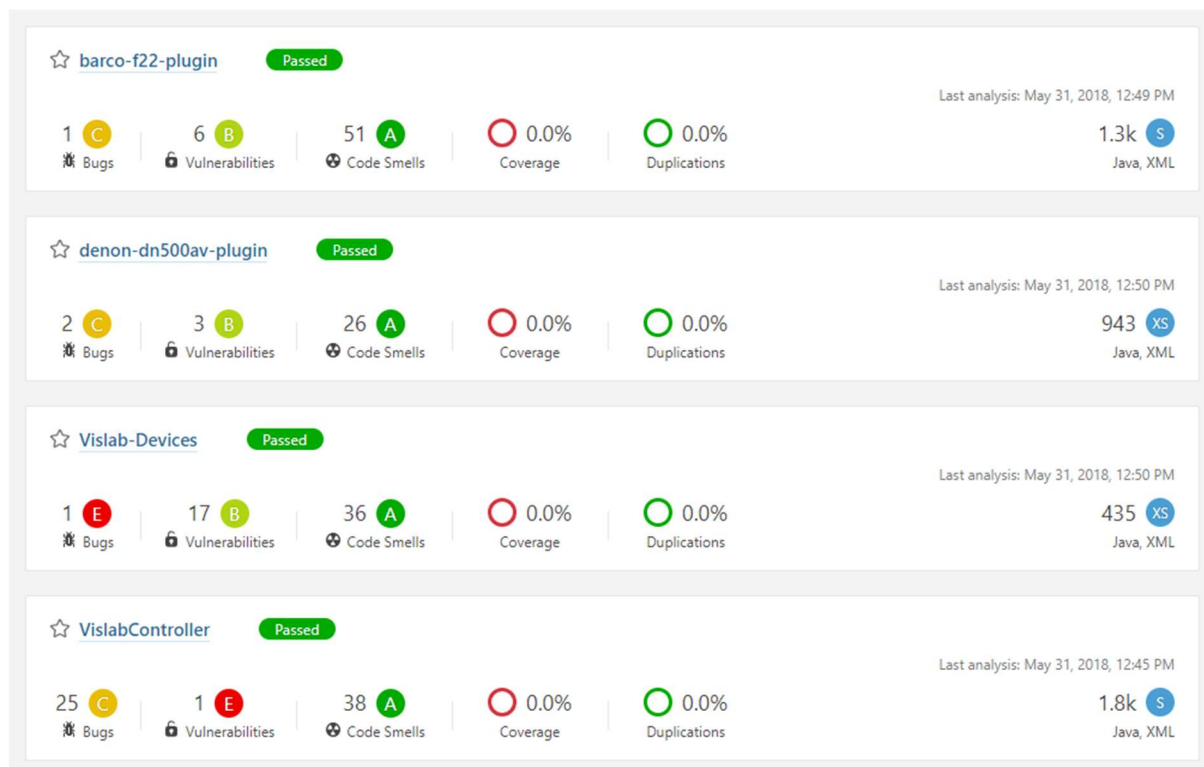 barco-f22-plugin Passed
Last analysis: May 31, 2018, 12:49 PM
1 C 6 B 51 A 0.0% 0.0% 1.3k S
Bugs Vulnerabilities Code Smells Coverage Duplications Java, XML
denon-dn500av-plugin Passed
Last analysis: May 31, 2018, 12:50 PM
2 C 3 B 26 A 0.0% 0.0% 943 XS
Bugs Vulnerabilities Code Smells Coverage Duplications Java, XML
Vislab-Devices Passed
Last analysis: May 31, 2018, 12:50 PM
1 E 17 B 36 A 0.0% 0.0% 435 XS
Bugs Vulnerabilities Code Smells Coverage Duplications Java, XML
VislabController Passed
Last analysis: May 31, 2018, 12:45 PM
25 C 1 E 38 A 0.0% 0.0% 1.8k S
Bugs Vulnerabilities Code Smells Coverage Duplications Java, XML